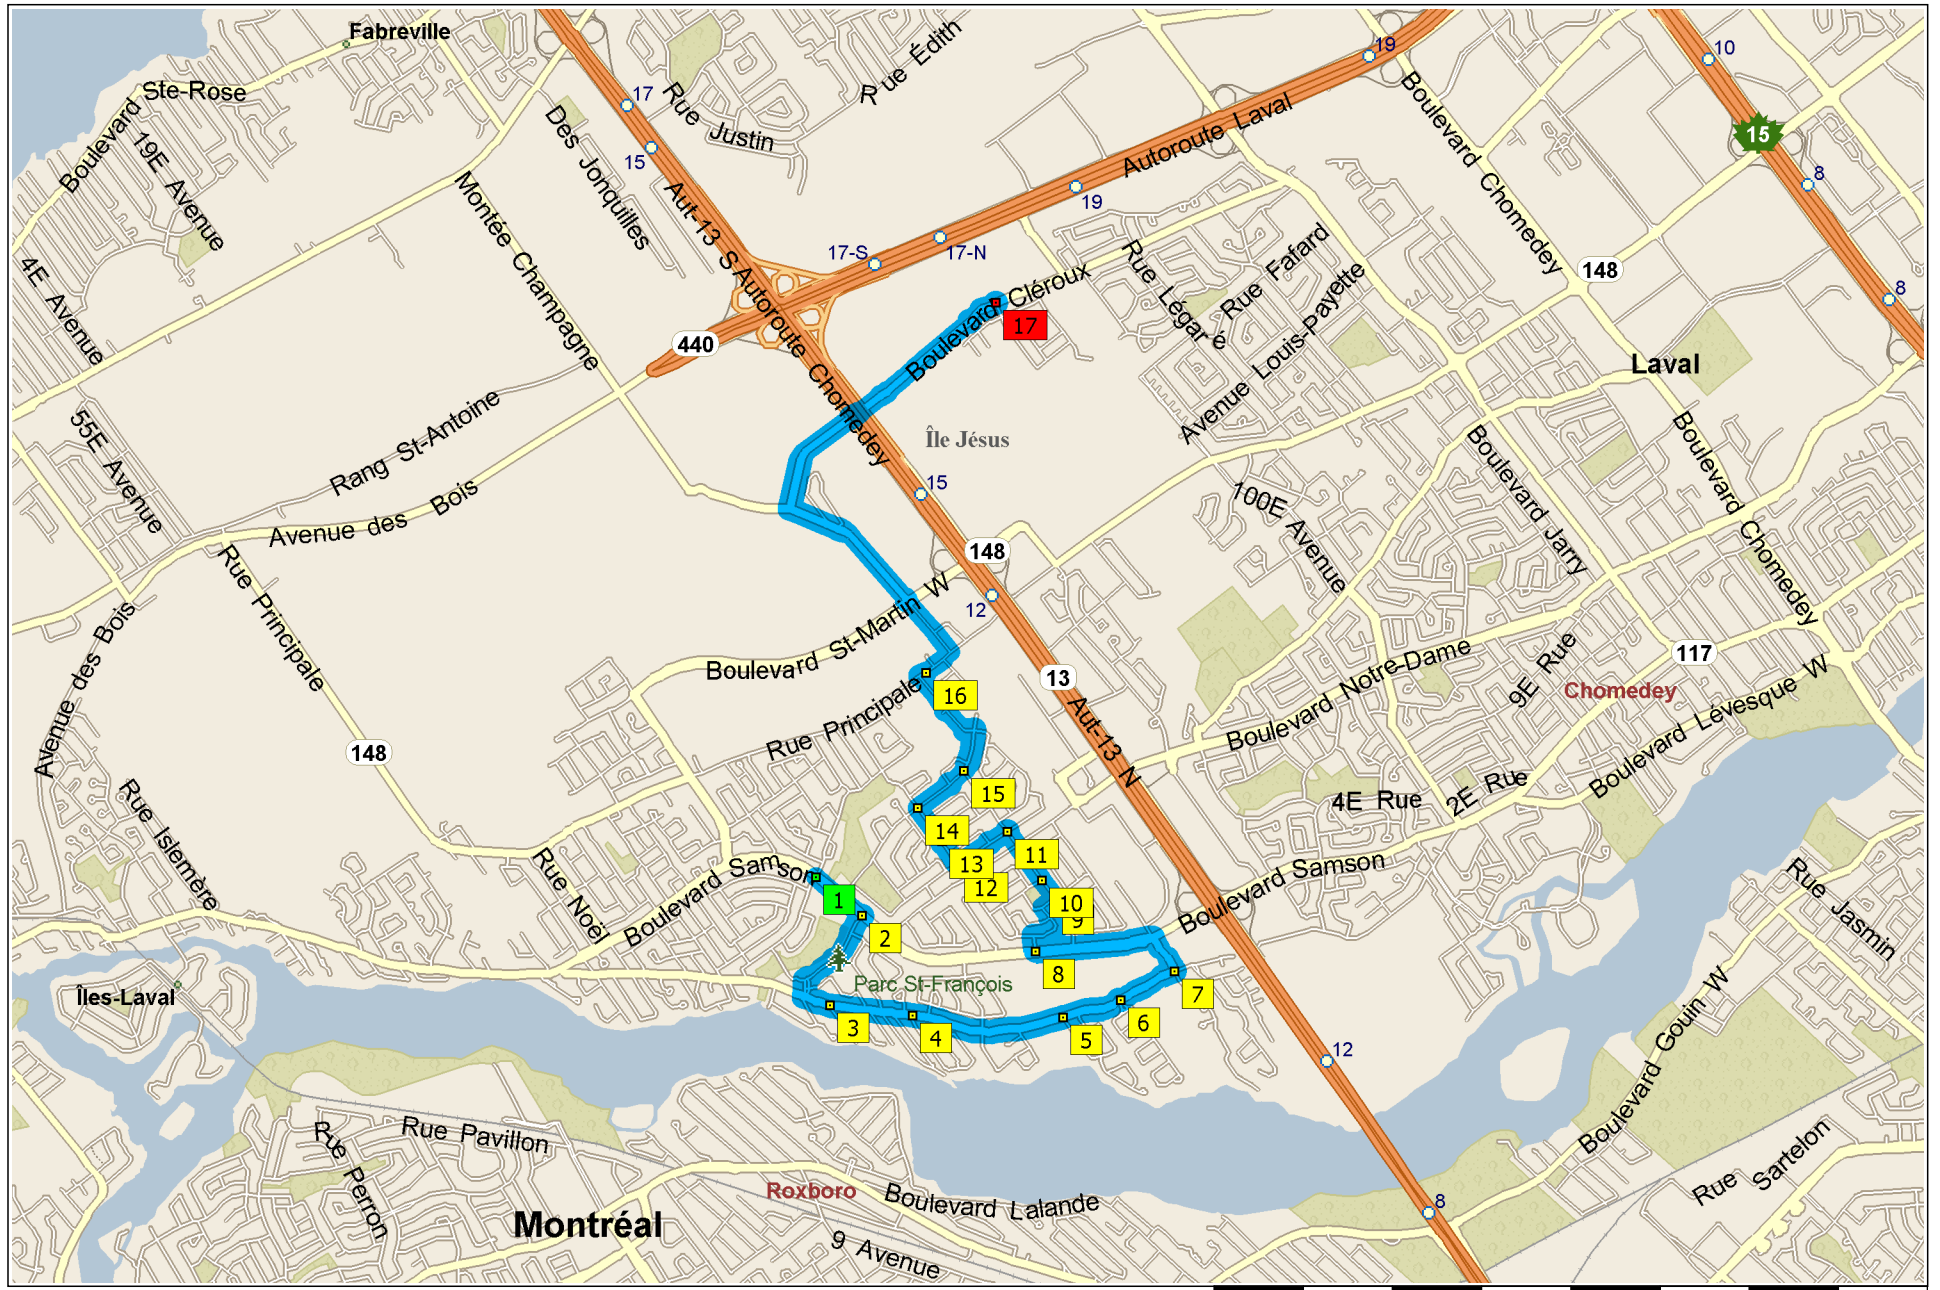 Fabreville
Boulevard Ste-Rose
19E Avenue
4E Avenue
17
15
Rue Justin
Rue Édith
Des Jonquilles
Montée Champagne
Aut-13 S
Autoroute Chomedey
Autoroute Laval
19
19
10
15
8
8
Boulevard Chomedey
17-S
17-N
148
440
Boulevard Cléroux
17
Rue Légaré
Rue Fafard
Avenue Louis-Payette
Laval
55E Avenue
Rang St-Antoine
Avenue des Bois
Île Jésus
15
148
12
100E Avenue
Boulevard Jarry
Boulevard Chomedey
Rue Principale
Avenue des Bois
148
Boulevard St-Martin W
Rue Principale
16
13
Aut-13 N
Boulevard Notre-Dame
9E Rue
117
Chomedey
Boulevard Lévesque W
4E Rue
2E Rue
Rue Islemère
Rue Noël
Boulevard Samson
15
14
13
12
11
10
9
1
2
8
7
6
5
4
3
Parc St-François
Boulevard Samson
Rue Jasmin
Îles-Laval
12
Boulevard Gouin W
Rue Sartelon
8
Rue Pavillon
Rue Perron
Roxboro
Boulevard Lalande
Montréal
9 Avenue